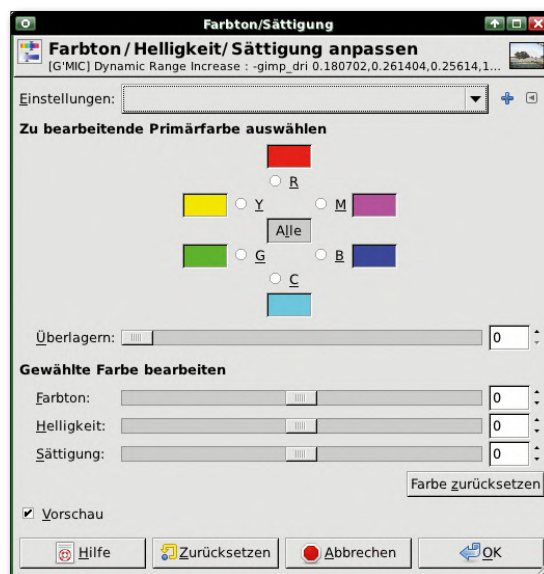 Farbton/Sättigung
Farbton/Helligkeit/Sättigung anpassen
[G'MIC] Dynamic Range Increase : -gimp_dri 0.180702,0.261404,0.25614,1...
Einstellungen:
Zu bearbeitende Primärfarbe auswählen
R
Y M
Alle
G B
C
Überlagern: 0
Gewählte Farbe bearbeiten
Farbton: 0
Helligkeit: 0
Sättigung: 0
Farbe zurücksetzen
Vorschau
Hilfe Zurücksetzen Abbrechen OK